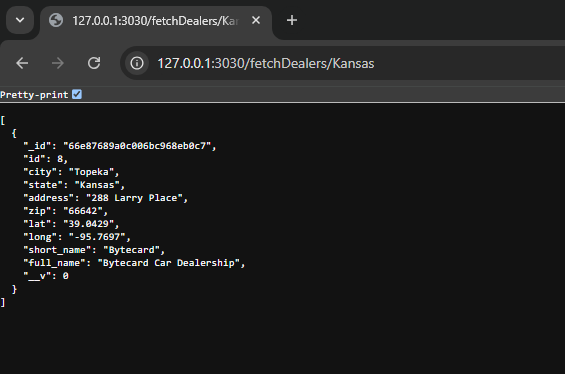 127.0.0.1:3030/fetchDealers/Kan
127.0.0.1:3030/fetchDealers/Kansas
Pretty-print
[
  {
    "_id": "66e87689a0c006bc968eb0c7",
    "id": 8,
    "city": "Topeka",
    "state": "Kansas",
    "address": "288 Larry Place",
    "zip": "66642",
    "lat": "39.0429",
    "long": "-95.7697",
    "short_name": "Bytecard",
    "full_name": "Bytecard Car Dealership",
    "__v": 0
  }
]